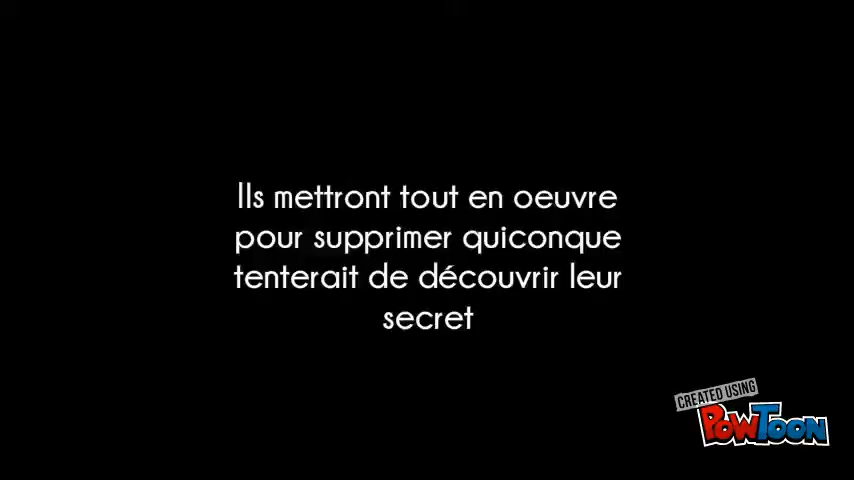 Ils mettront tout en oeuvre
pour supprimer quiconque
tenterait de découvrir leur
secret
CREATED USING
POWTOON